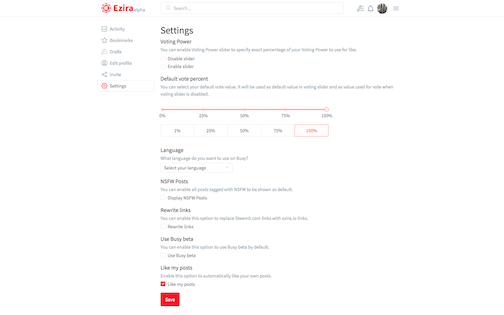 Ezira alpha
Search...
Activity
Bookmarks
Drafts
Edit profile
Invite
Settings
Settings
Voting Power
You can enable Voting Power slider to specify exact percentage of your Voting Power to use for like.
Disable slider
Enable slider
Default vote percent
You can select your default vote value. It will be used as default value in voting slider and as value used for vote when
voting slider is disabled.
0% 25% 50% 75% 100%
1% 25% 50% 75% 100%
Language
What language do you want to use on Busy?
Select your language
NSFW Posts
You can enable all posts tagged with NSFW to be shown as default.
Display NSFW Posts
Rewrite links
You can enable this option to replace Steemit.com links with ezira.io links.
Rewrite links
Use Busy beta
You can enable this option to use Busy beta by default.
Use Busy beta
Like my posts
Enable this option to automatically like your own posts.
Like my posts
Save